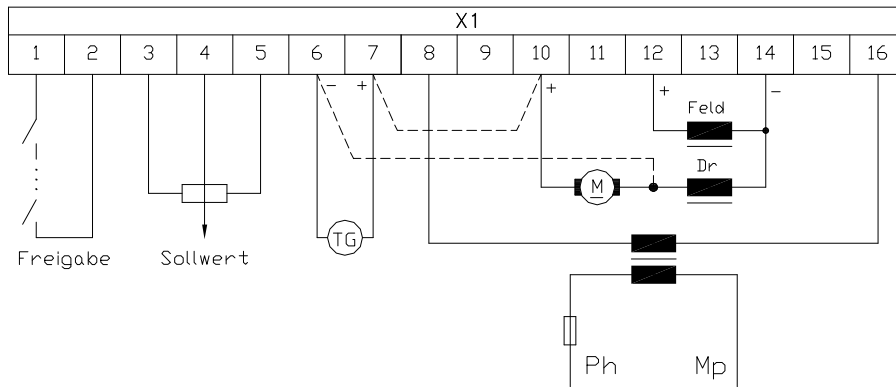 X1
1 2 3 4 5 6 7 8 9 10 11 12 13 14 15 16
− + + + −
Feld
Dr
M
TG
Freigabe Sollwert
Ph Mp